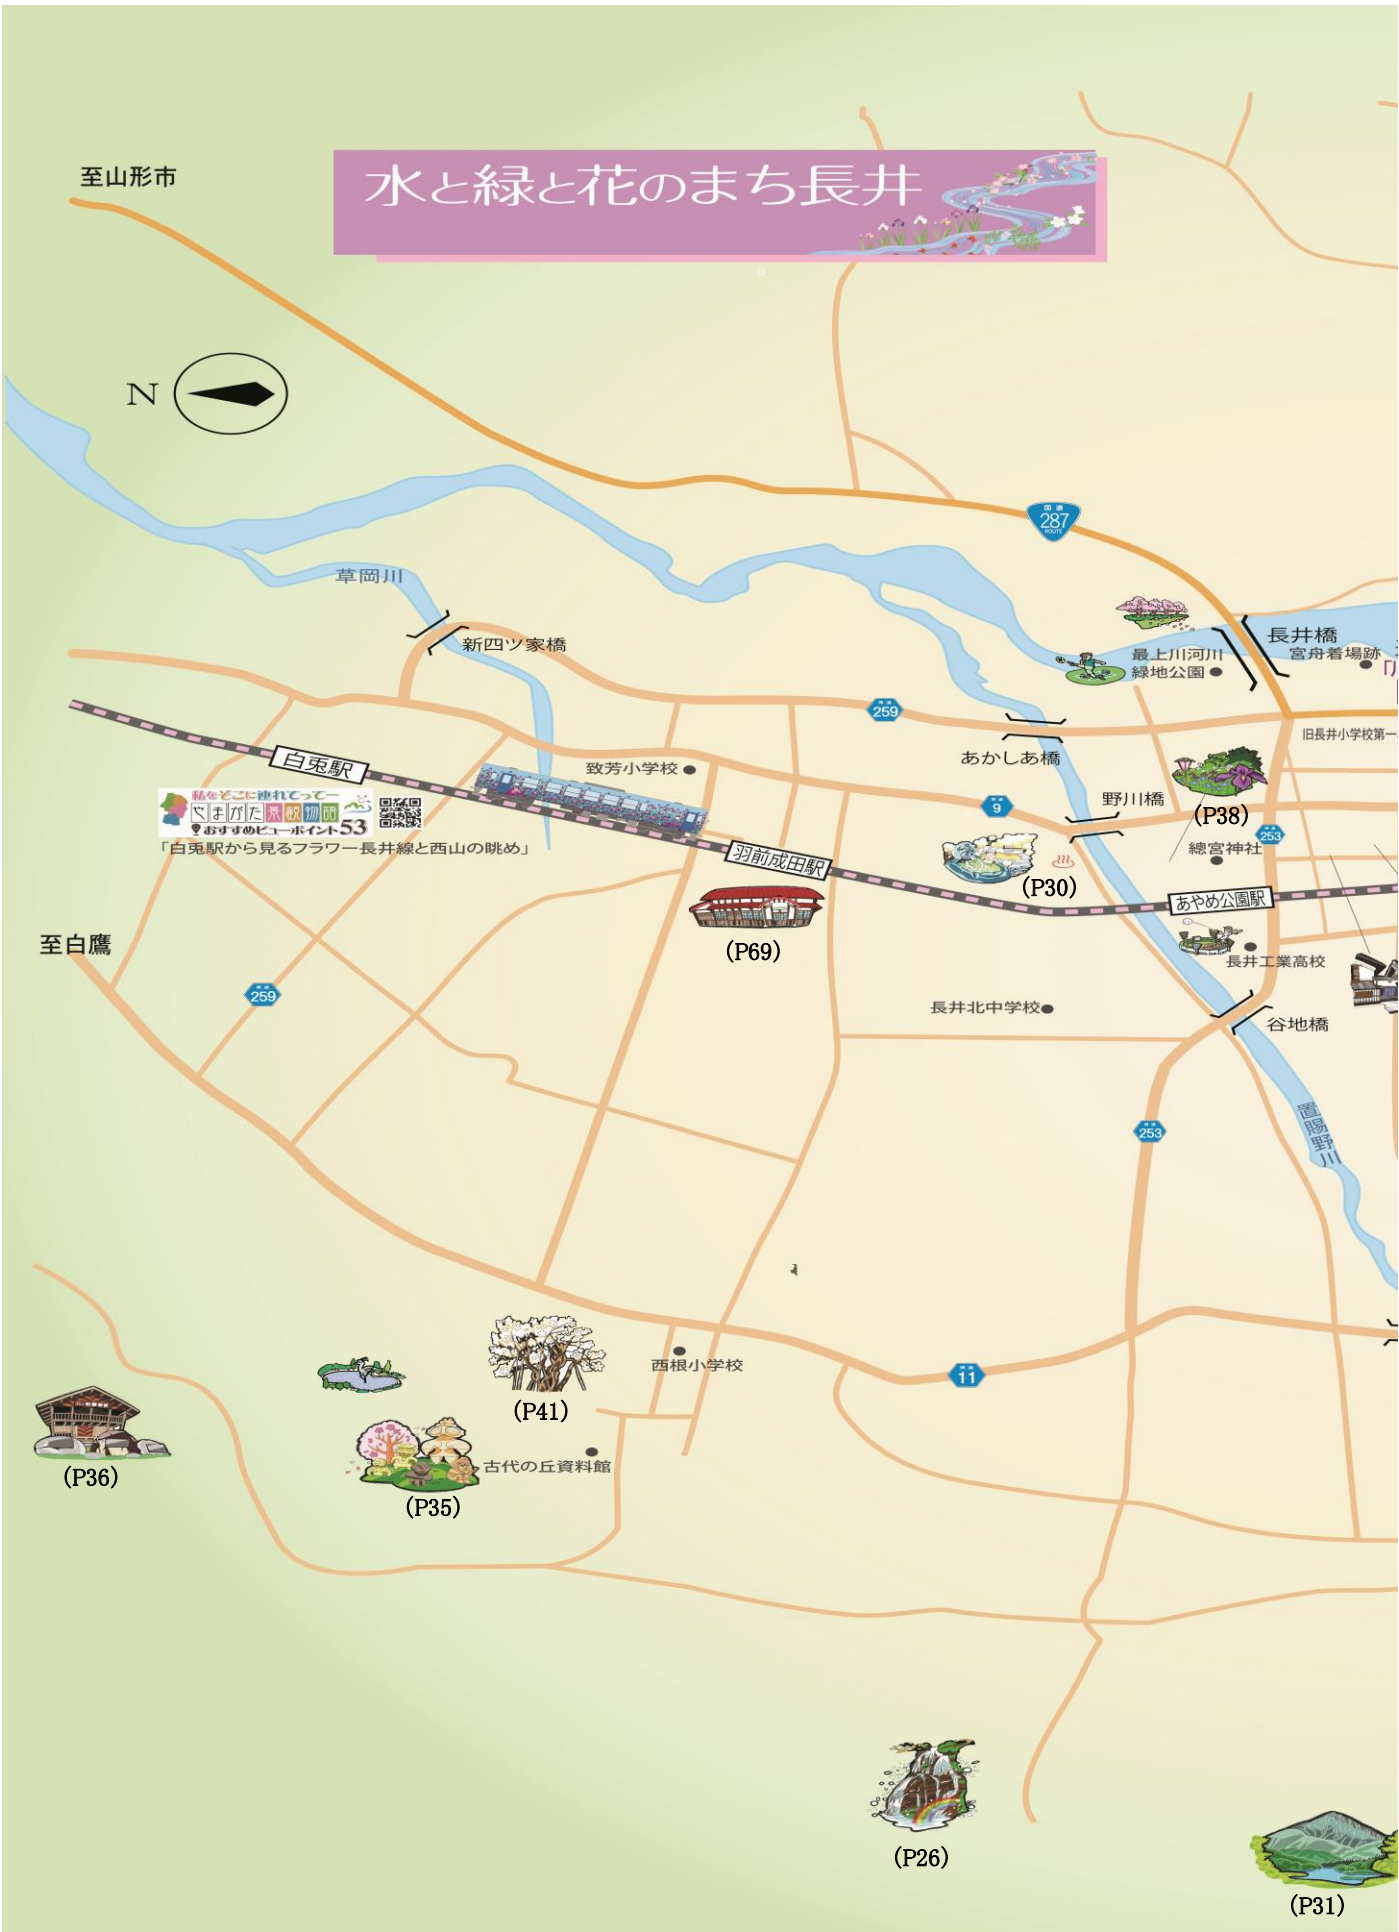 至山形市
水と緑と花のまち長井
N
国道
287
ROUTE
草岡川
新四ツ家橋
長井橋
宮舟着場跡
最上川河川
緑地公園
259
旧長井小学校第一
あかしあ橋
白兎駅
致芳小学校
私をそこに連れてってー
やまがた景観物語
おすすめビューポイント53
「白兎駅から見るフラワー長井線と西山の眺め」
9
野川橋
(P38)
253
總宮神社
羽前成田駅
(P30)
あやめ公園駅
(P69)
至白鷹
長井工業高校
259
長井北中学校
谷地橋
253
置賜野川
西根小学校
11
(P41)
古代の丘資料館
(P36)
(P35)
(P26)
(P31)